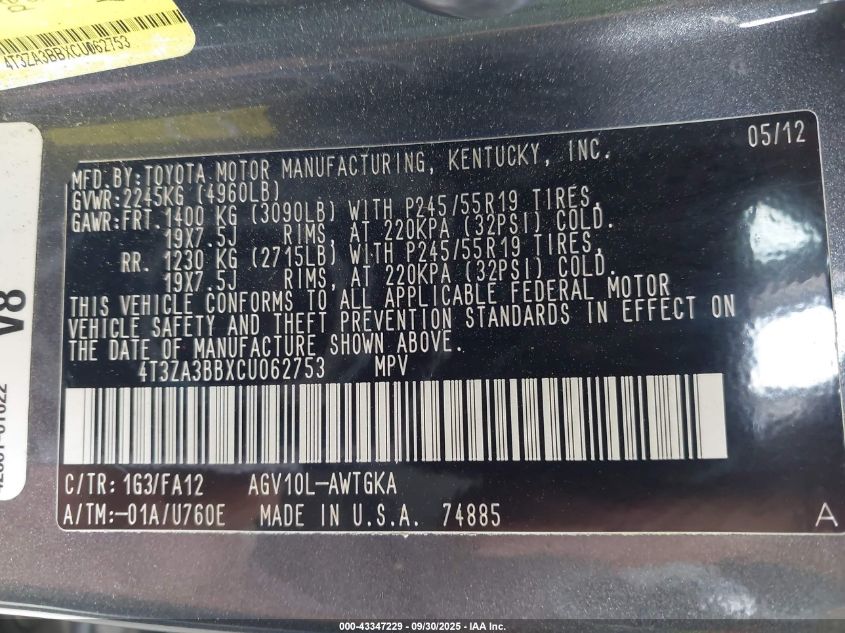 4T3ZA3BBXCU062753
05/12
MFD.BY:TOYOTA MOTOR MANUFACTURING, KENTUCKY, INC.
GVWR:2245KG (4960LB)
GAWR:FRT. 1400 KG (3090LB) WITH P245/55R19 TIRES,
19X7.5J RIMS, AT 220KPA (32PSI) COLD.
RR. 1230 KG (2715LB) WITH P245/55R19 TIRES,
19X7.5J RIMS, AT 220KPA (32PSI) COLD.
THIS VEHICLE CONFORMS TO ALL APPLICABLE FEDERAL MOTOR
VEHICLE SAFETY AND THEFT PREVENTION STANDARDS IN EFFECT ON
THE DATE OF MANUFACTURE SHOWN ABOVE.
4T3ZA3BBXCU062753 MPV
C/TR: 1G3/FA12 AGV10L-AWTGKA
A/TM:-01A/U760E MADE IN U.S.A. 74885
A
V8
000-43347229 - 09/30/2025 - IAA Inc.